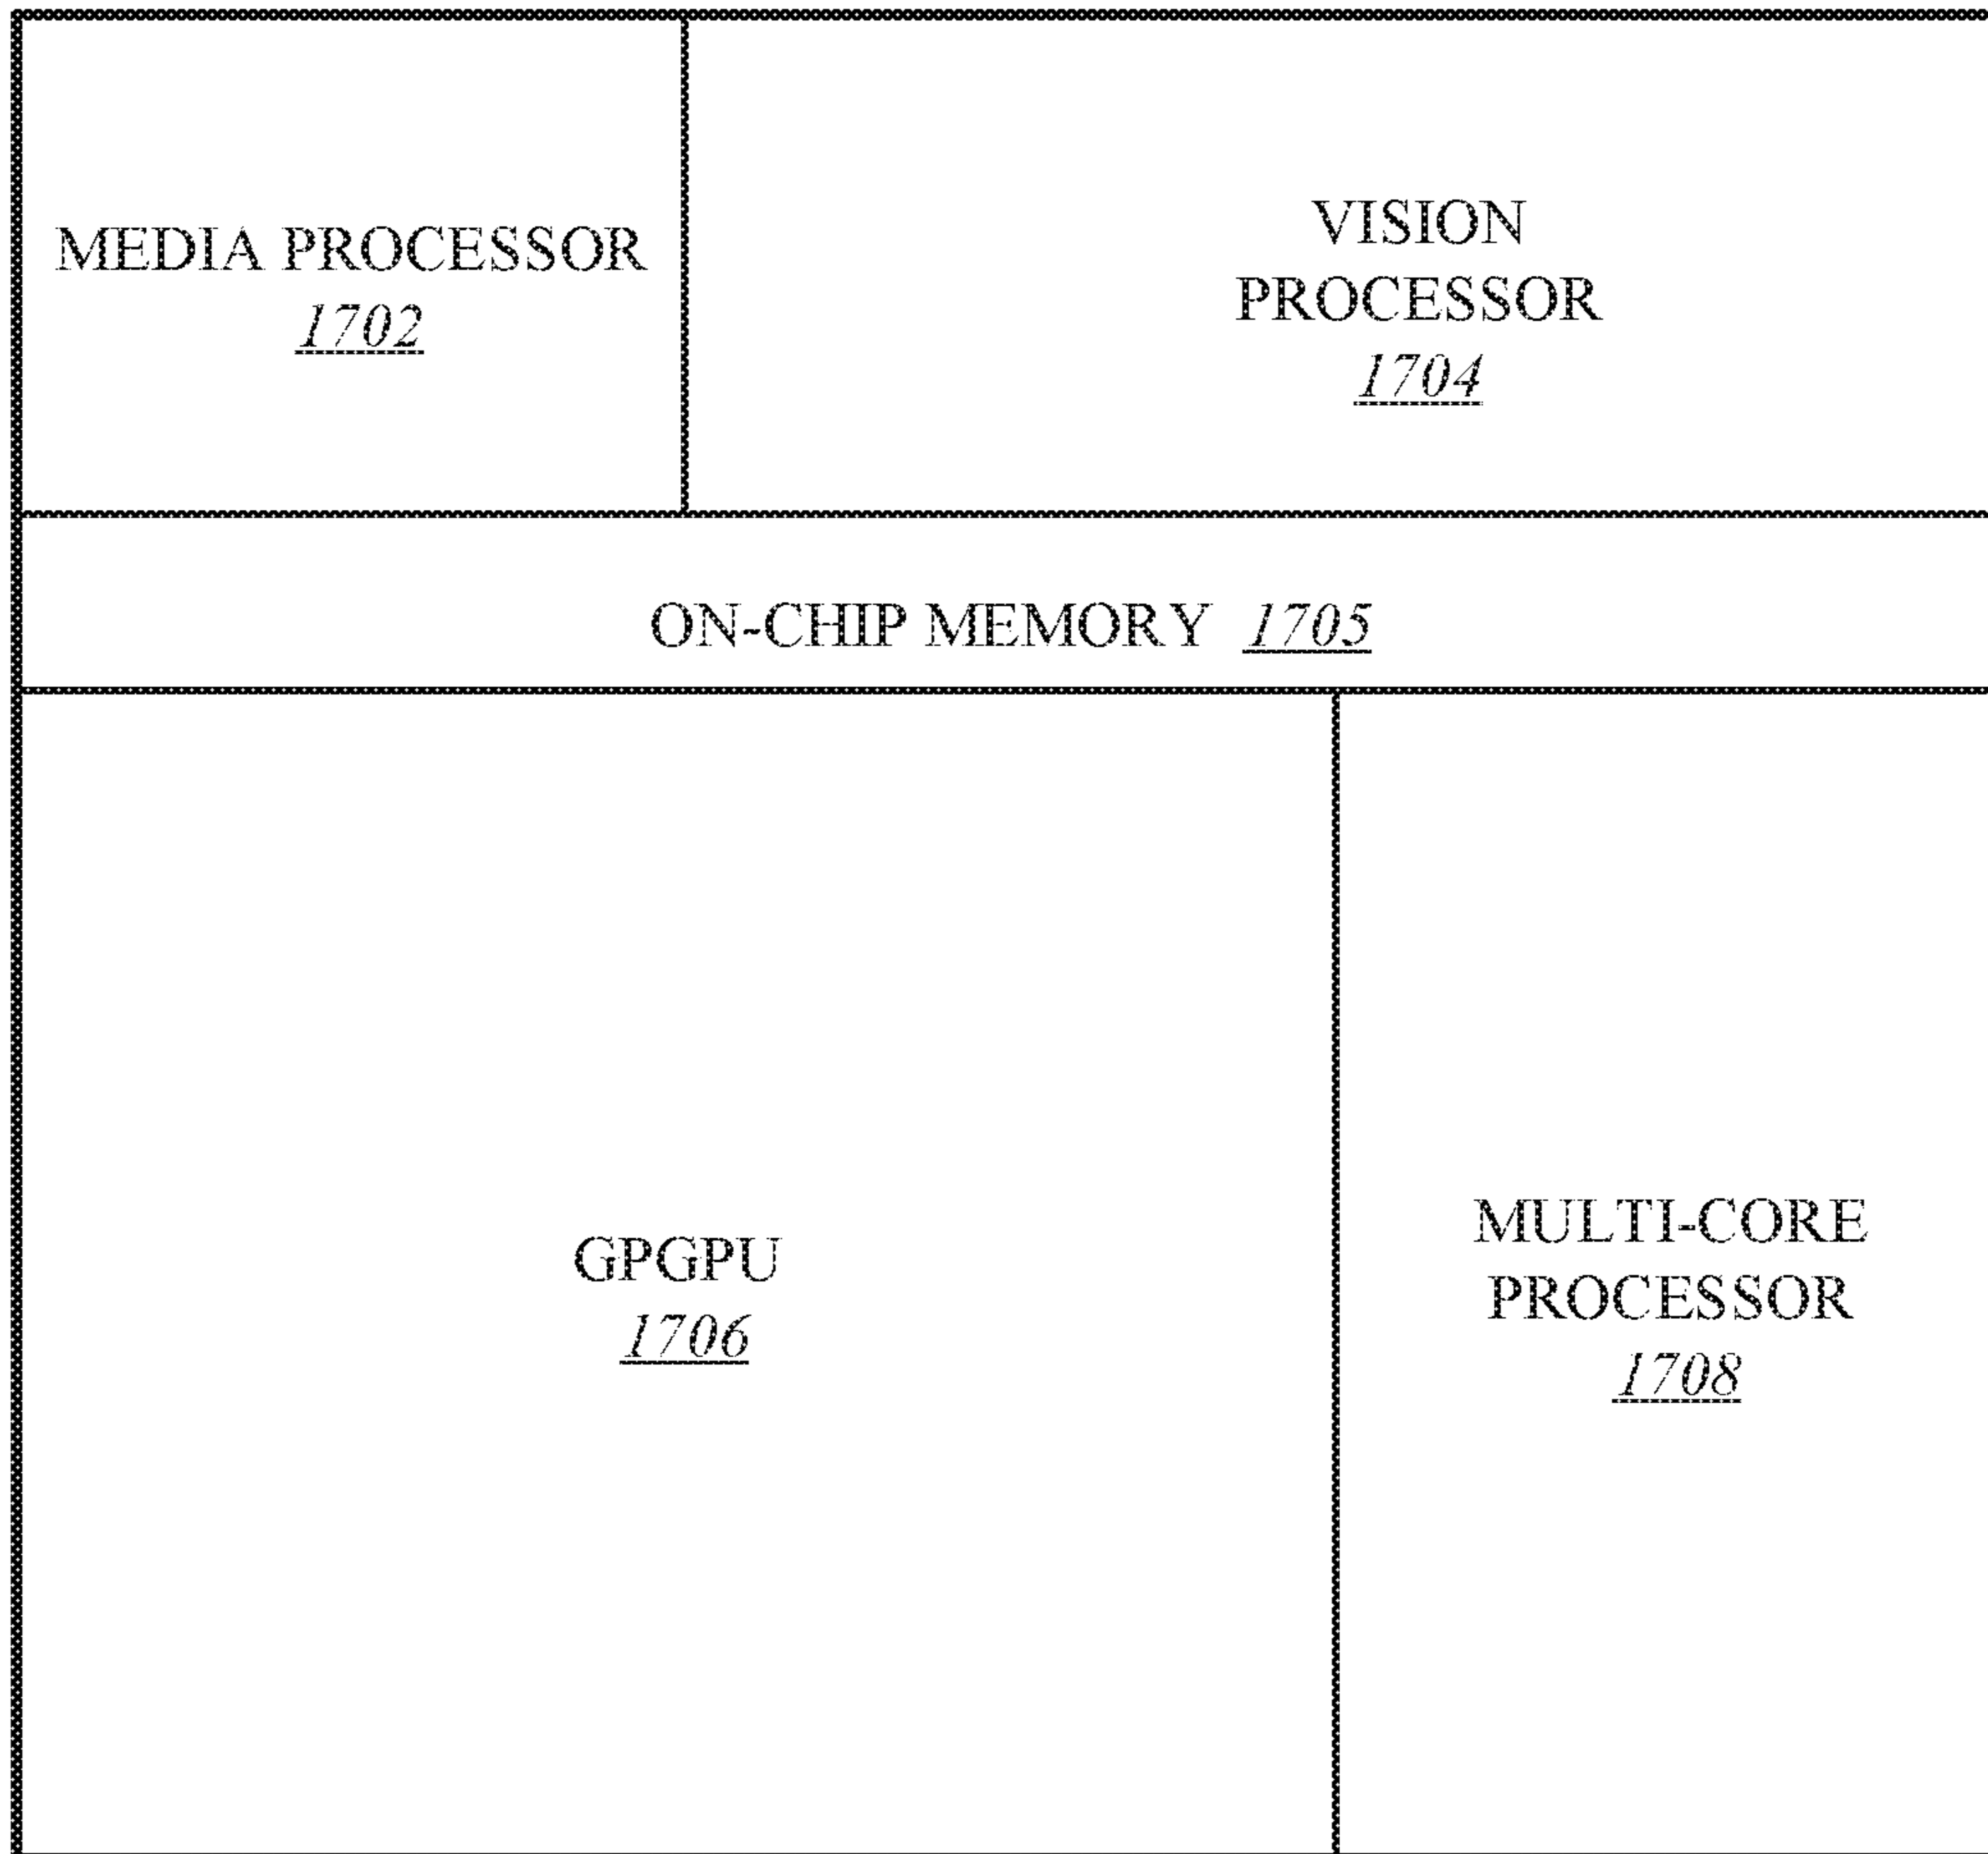 MEDIA PROCESSOR
1702
VISION
PROCESSOR
1704
ON-CHIP MEMORY 1705
GPGPU
1706
MULTI-CORE
PROCESSOR
1708